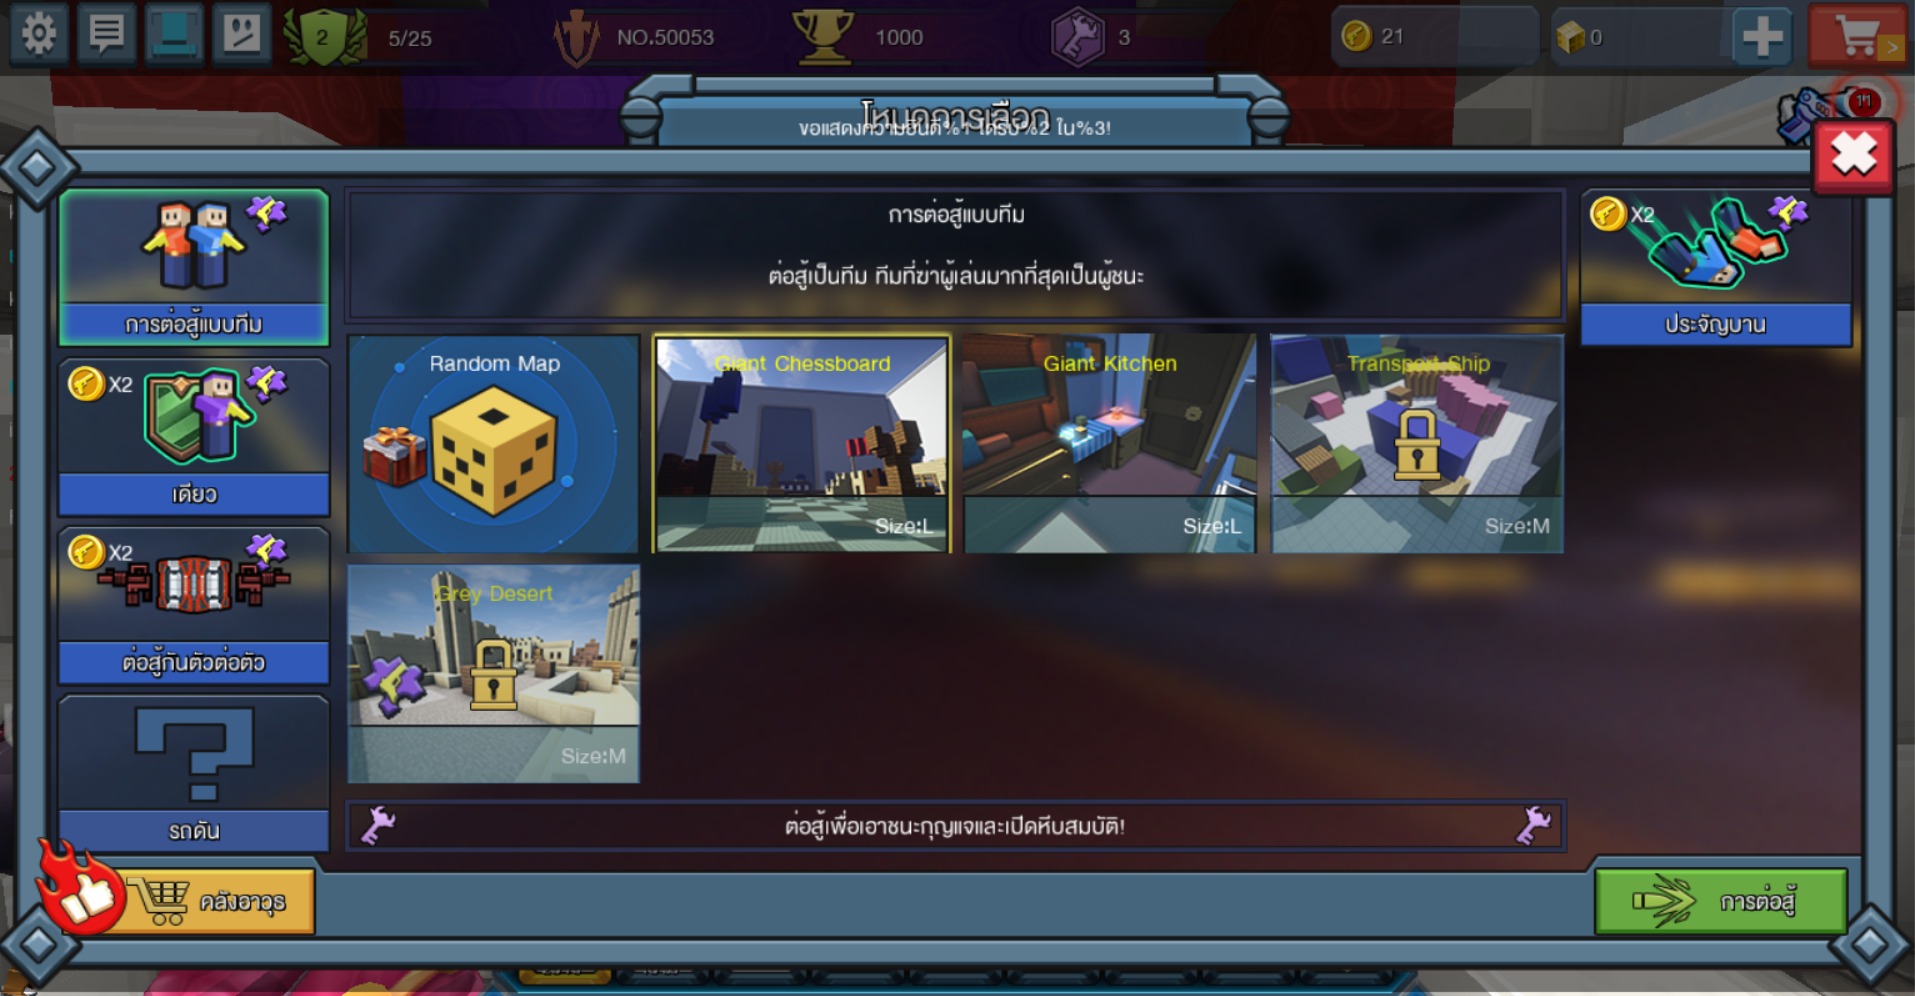 2
5/25
NO.50053
1000
3
21
0
โหมดการเลือก
ขอแสดงความยินดี%1 ได้รับ%2 ใน%3!
การต่อสู้แบบทีม
X2
เดี่ยว
X2
ต่อสู้กันตัวต่อตัว
รถดัน
การต่อสู้แบบทีม
ต่อสู้เป็นทีม ทีมที่ฆ่าผู้เล่นมากที่สุดเป็นผู้ชนะ
X2
ประจัญบาน
Random Map
Giant Chessboard
Size:L
Giant Kitchen
Size:L
Transport Ship
Size:M
Grey Desert
Size:M
ต่อสู้เพื่อเอาชนะกุญแจและเปิดหีบสมบัติ!
คลังอาวุธ
การต่อสู้